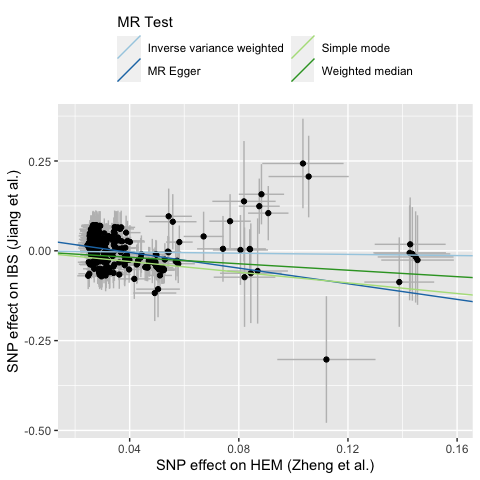 MR Test
Inverse variance weighted
Simple mode
MR Egger
Weighted median
SNP effect on IBS (Jiang et al.)
0.25
0.00
-0.25
-0.50
0.04
0.08
0.12
0.16
SNP effect on HEM (Zheng et al.)